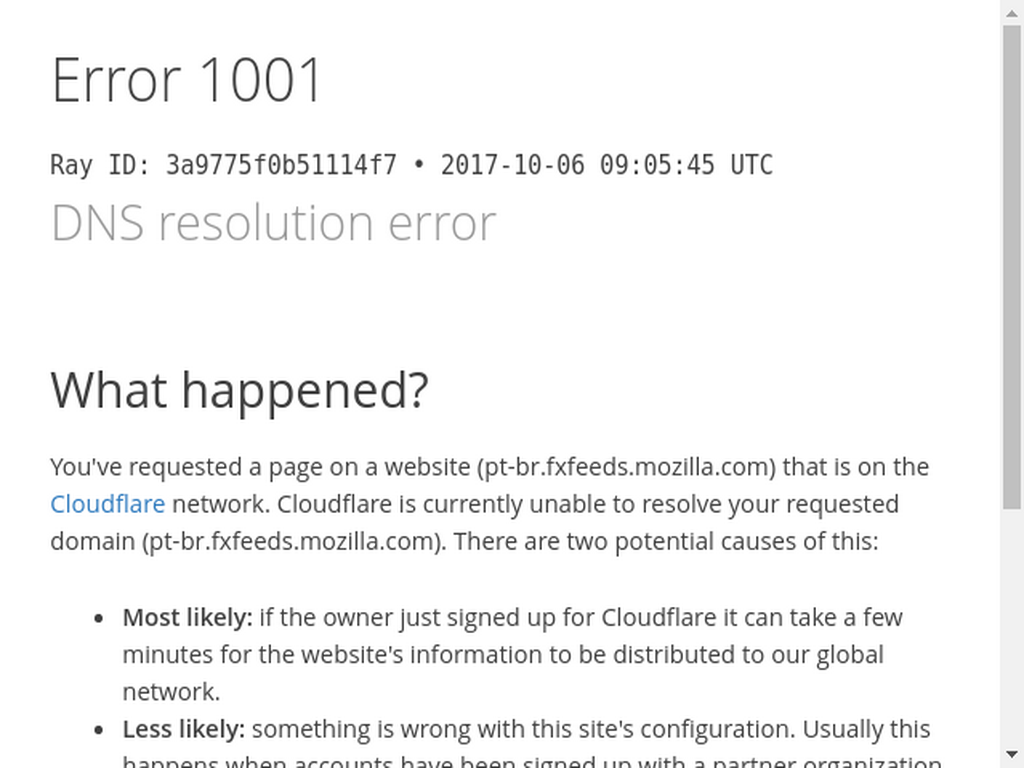 Error 1001
Ray ID: 3a9775f0b51114f7 • 2017-10-06 09:05:45 UTC
DNS resolution error
What happened?
You've requested a page on a website (pt-br.fxfeeds.mozilla.com) that is on the
Cloudflare network. Cloudflare is currently unable to resolve your requested
domain (pt-br.fxfeeds.mozilla.com). There are two potential causes of this:
• Most likely: if the owner just signed up for Cloudflare it can take a few
minutes for the website's information to be distributed to our global
network.
• Less likely: something is wrong with this site's configuration. Usually this
happens when accounts have been signed up with a partner organization